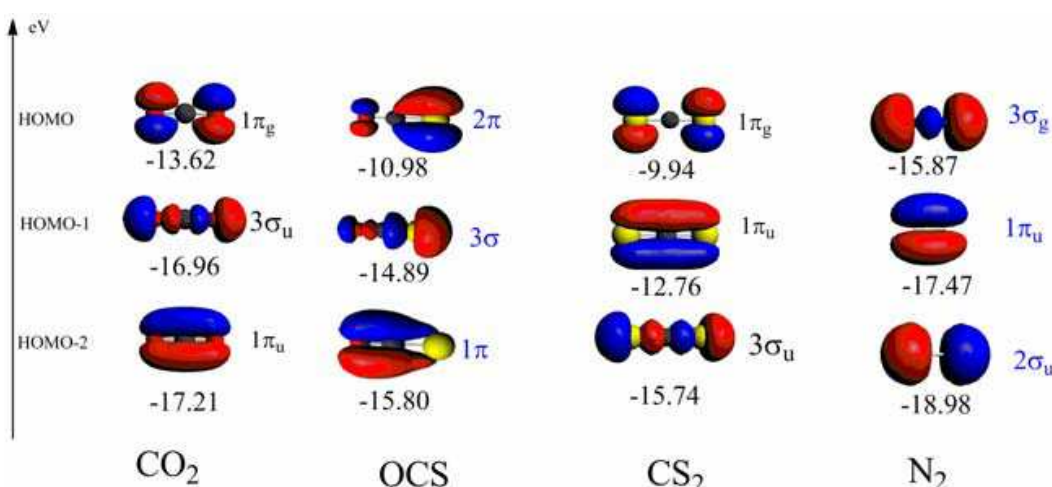 eV
HOMO
1πg
2π
1πg
3σg
-13.62
-10.98
-9.94
-15.87
HOMO-1
3σu
3σ
1πu
1πu
-16.96
-14.89
-12.76
-17.47
HOMO-2
1πu
1π
3σu
2σu
-17.21
-15.80
-15.74
-18.98
CO2
OCS
CS2
N2